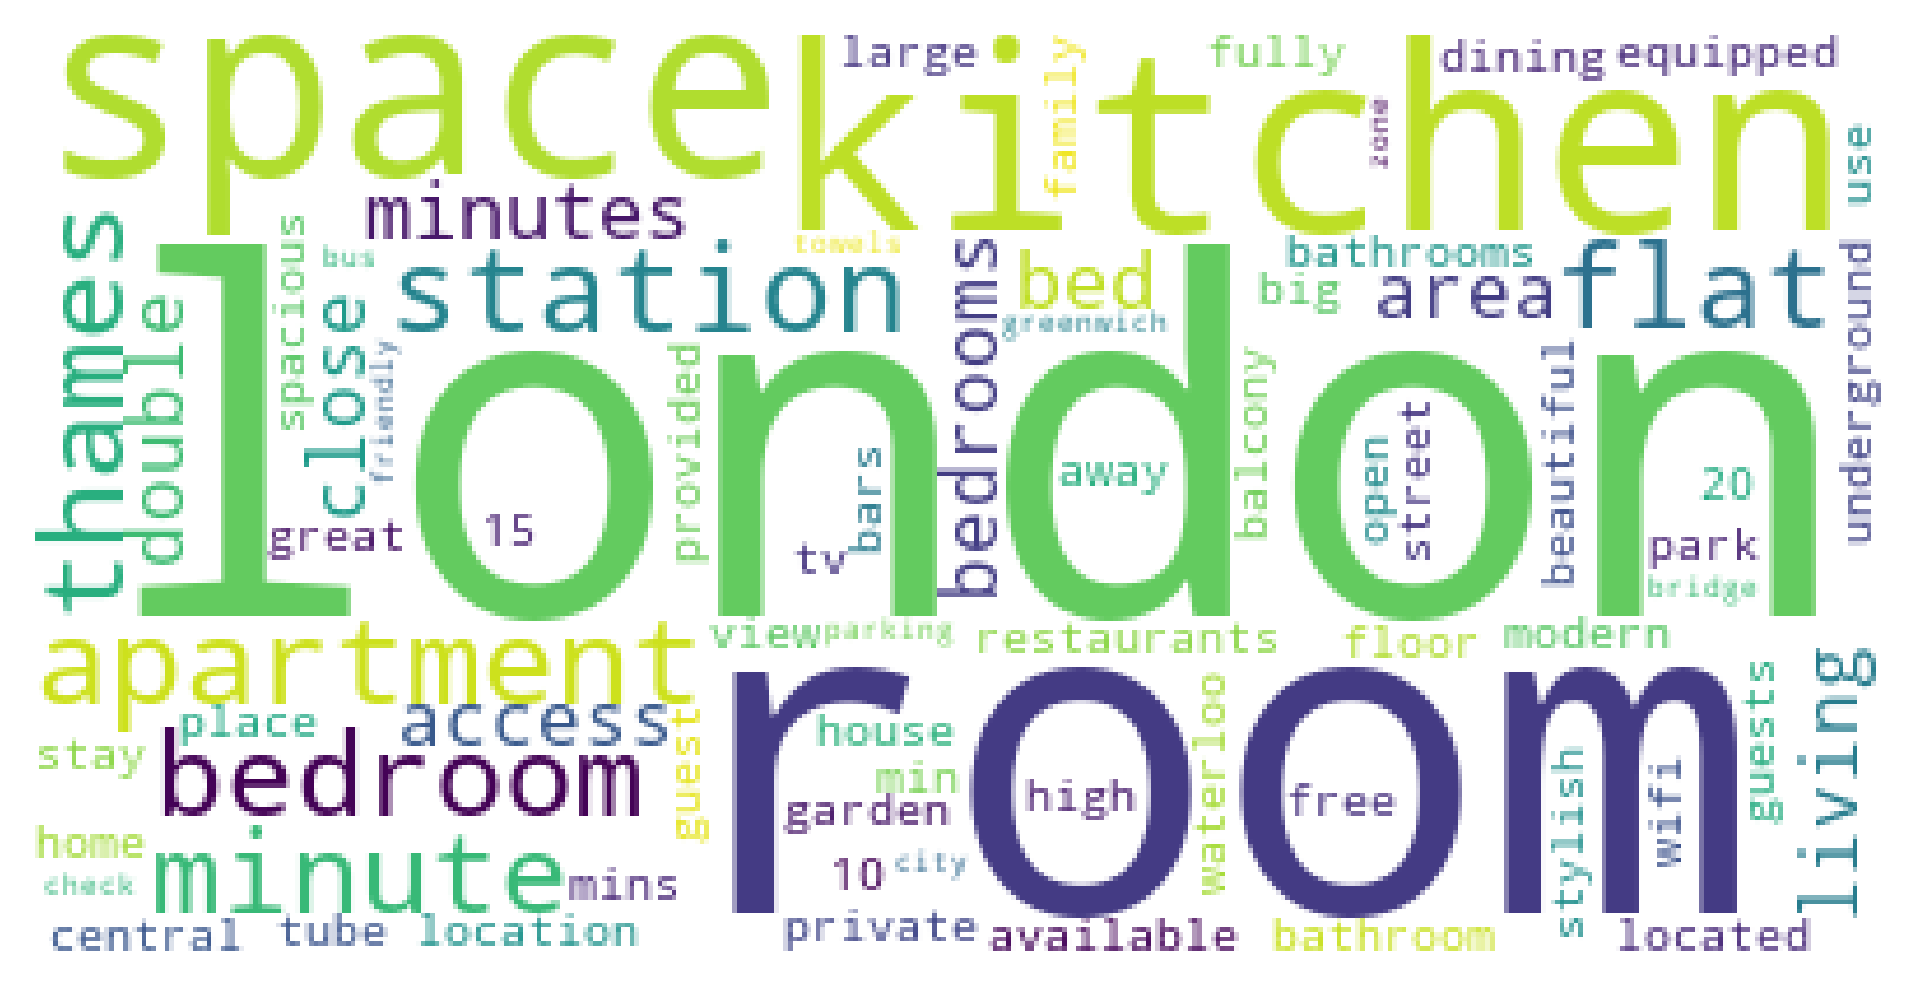 space
kitchen
large
family
fully
dining
equipped
zone
use
minutes
thames
spacious
bus
station
towels
bedrooms
bed
greenwich
bathrooms
big
area
flat
underground
double
close
friendly
london
provided
great
15
tv
bars
away
balcony
open
street
beautiful
20
park
bridge
apartment
view
parking
restaurants
floor
modern
room
place
access
stay
bedroom
guest
house
min
garden
high
waterloo
free
stylish
wifi
guests
living
home
minute
check
mins
10
city
central
tube
location
private
available
bathroom
located